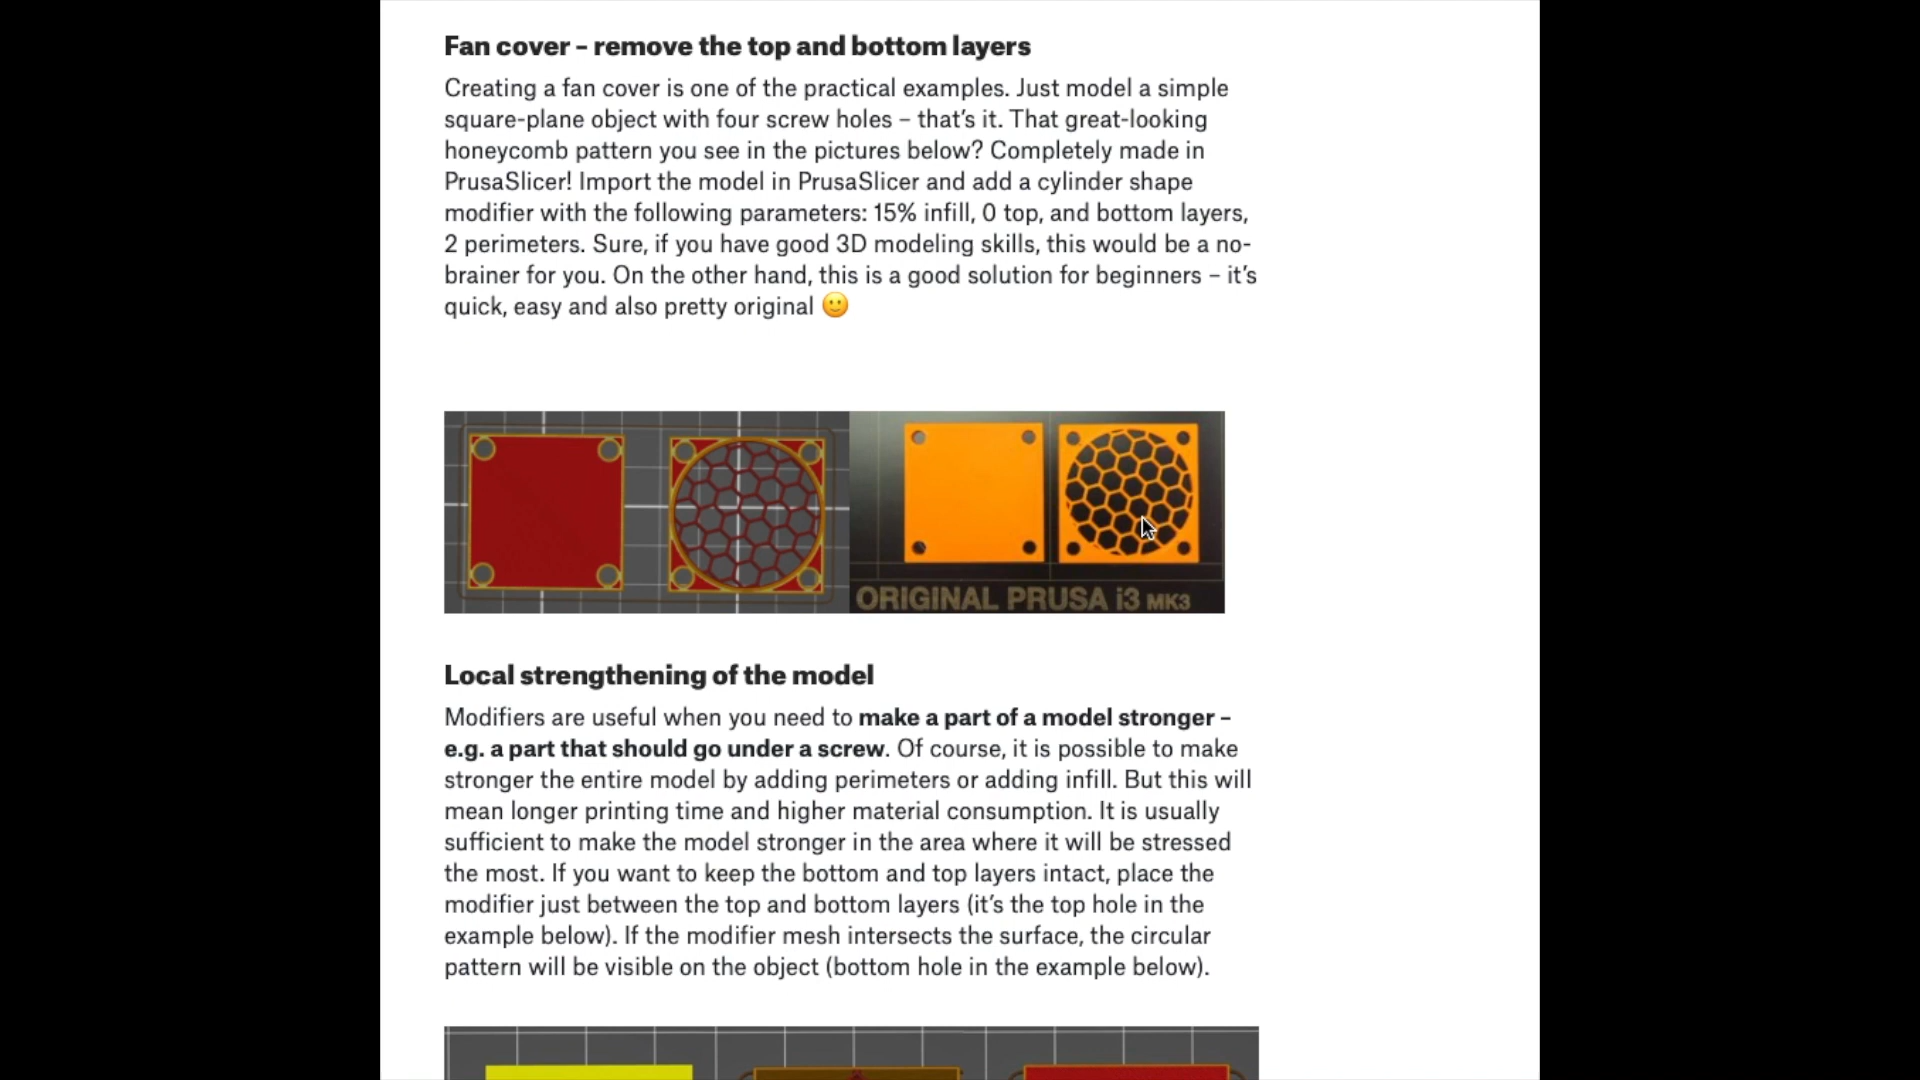 Fan cover – remove the top and bottom layers
Creating a fan cover is one of the practical examples. Just model a simple
square-plane object with four screw holes – that’s it. That great-looking
honeycomb pattern you see in the pictures below? Completely made in
PrusaSlicer! Import the model in PrusaSlicer and add a cylinder shape
modifier with the following parameters: 15% infill, 0 top, and bottom layers,
2 perimeters. Sure, if you have good 3D modeling skills, this would be a no-
brainer for you. On the other hand, this is a good solution for beginners – it’s
quick, easy and also pretty original 🙂
ORIGINAL PRUSA i3 MK3
Local strengthening of the model
Modifiers are useful when you need to make a part of a model stronger –
e.g. a part that should go under a screw. Of course, it is possible to make
stronger the entire model by adding perimeters or adding infill. But this will
mean longer printing time and higher material consumption. It is usually
sufficient to make the model stronger in the area where it will be stressed
the most. If you want to keep the bottom and top layers intact, place the
modifier just between the top and bottom layers (it’s the top hole in the
example below). If the modifier mesh intersects the surface, the circular
pattern will be visible on the object (bottom hole in the example below).